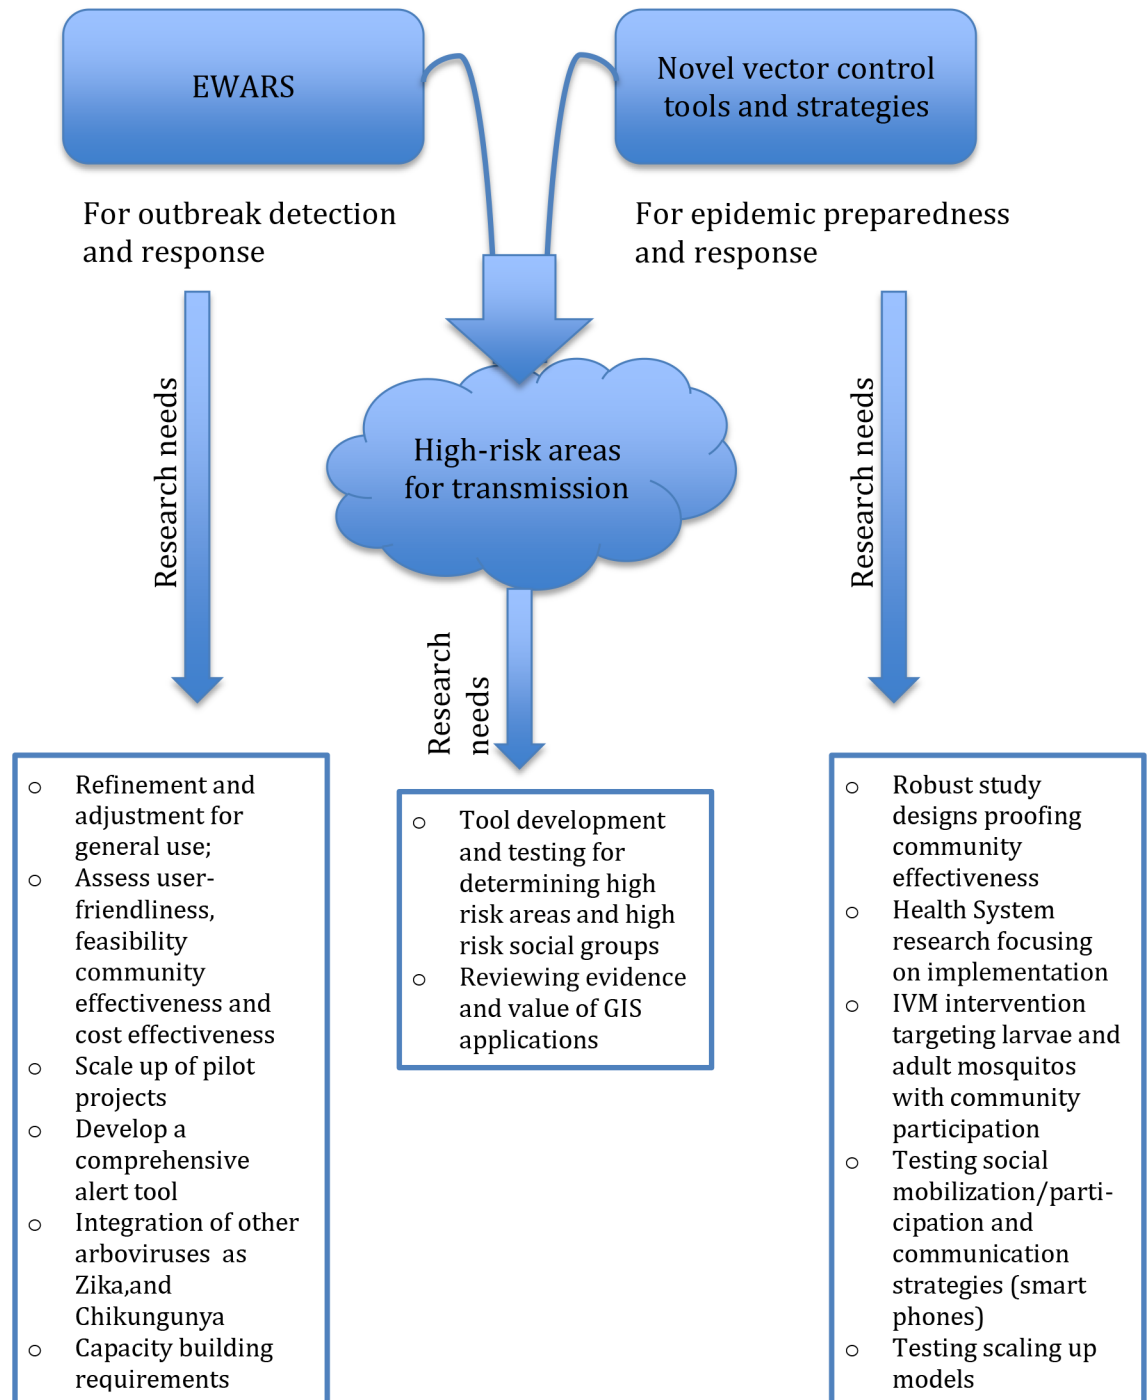 EWARS
Novel vector control
tools and strategies
For outbreak detection
and response
For epidemic preparedness
and response
Research needs
High-risk areas
for transmission
Research needs
Research
needs
o Refinement and
adjustment for
general use;
o Assess user-
friendliness,
feasibility
community
effectiveness and
cost effectiveness
o Scale up of pilot
projects
o Develop a
comprehensive
alert tool
o Integration of other
arboviruses  as
Zika,and
Chikungunya
o Capacity building
requirements
o Tool development
and testing for
determining high
risk areas and high
risk social groups
o Reviewing evidence
and value of GIS
applications
o Robust study
designs proofing
community
effectiveness
o Health System
research focusing
on implementation
o IVM intervention
targeting larvae and
adult mosquitos
with community
participation
o Testing social
mobilization/parti-
cipation and
communication
strategies (smart
phones)
o Testing scaling up
models